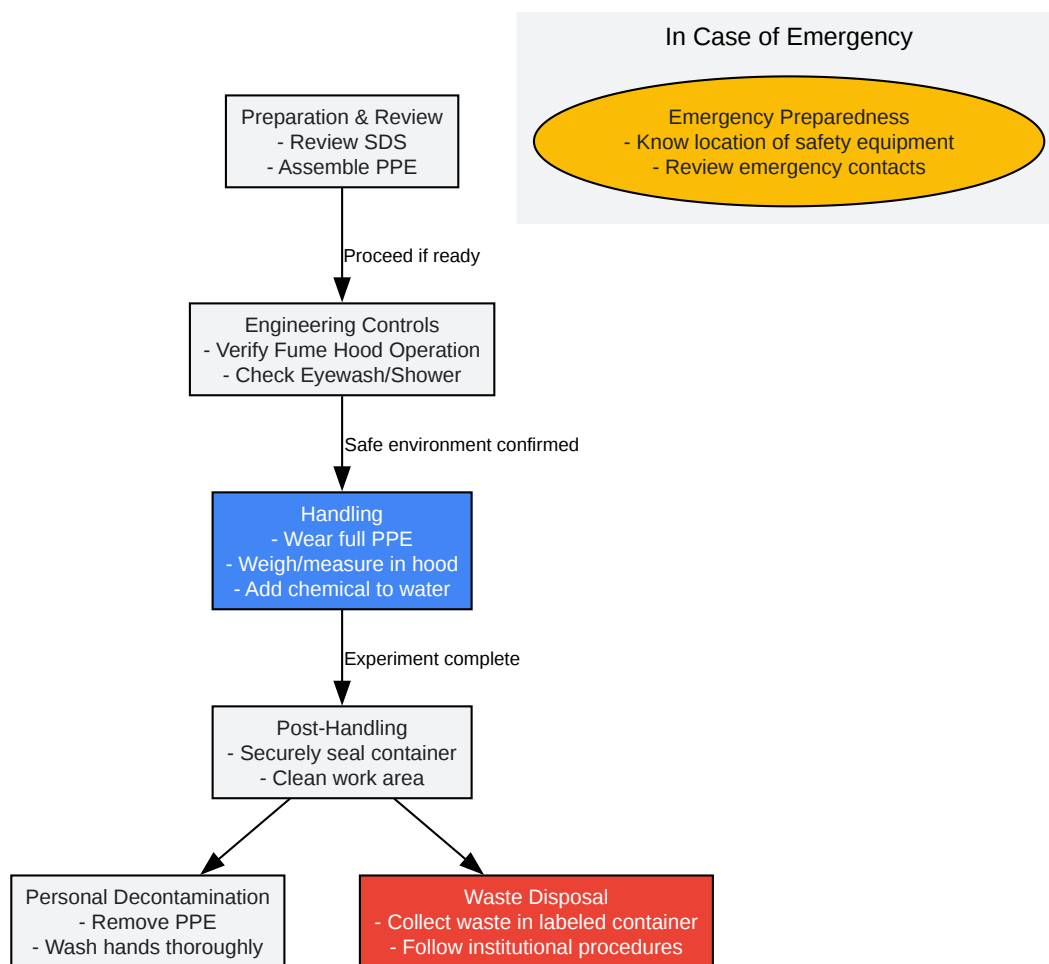 In Case of Emergency
Emergency Preparedness
- Know location of safety equipment
- Review emergency contacts
Preparation & Review
- Review SDS
- Assemble PPE
Proceed if ready
Engineering Controls
- Verify Fume Hood Operation
- Check Eyewash/Shower
Safe environment confirmed
Handling
- Wear full PPE
- Weigh/measure in hood
- Add chemical to water
Experiment complete
Post-Handling
- Securely seal container
- Clean work area
Personal Decontamination
- Remove PPE
- Wash hands thoroughly
Waste Disposal
- Collect waste in labeled container
- Follow institutional procedures